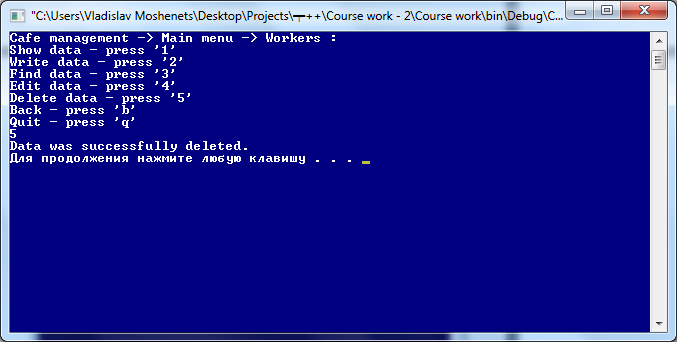 "C:\Users\Vladislav Moshenets\Desktop\Projects\┬++\Course work - 2\Course work\bin\Debug\C...
Cafe management -> Main menu -> Workers :
Show data - press '1'
Write data - press '2'
Find data - press '3'
Edit data - press '4'
Delete data - press '5'
Back - press 'b'
Quit - press 'q'
5
Data was successfully deleted.
Для продолжения нажмите любую клавишу . . . _